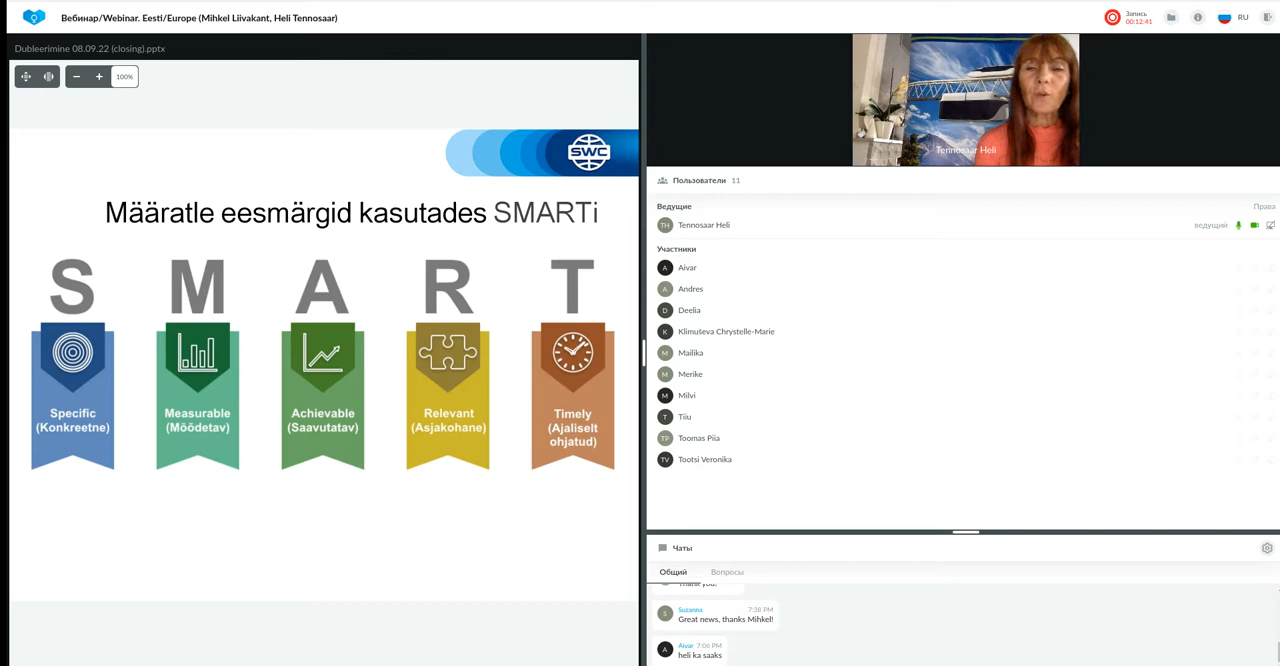 Вебинар/Webinar. Eesti/Europe (Mihkel Liivakant, Heli Tennosaar)
Запись
00:12:41
RU
Dubleerimine 08.09.22 (closing).pptx
100%
SWC
Määratle eesmärgid kasutades SMARTi
S M A R T
Specific
(Konkreetne)
Measurable
(Mõõdetav)
Achievable
(Saavutatav)
Relevant
(Asjakohane)
Timely
(Ajaliselt
ohjatud)
Tennosaar Heli
Пользователи 11
Ведущие Права
TH Tennosaar Heli ведущий
Участники
A Aivar
A Andres
D Deelia
K Klimuševa Chrystelle-Marie
M Mailika
M Merike
M Milvi
T Tiiu
TP Toomas Piia
TV Tootsi Veronika
Чаты
Общий Вопросы
Thank you!
S Suzanna 7:38 PM
Great news, thanks Mihkel!
A Aivar 7:06 PM
heli ka saaks